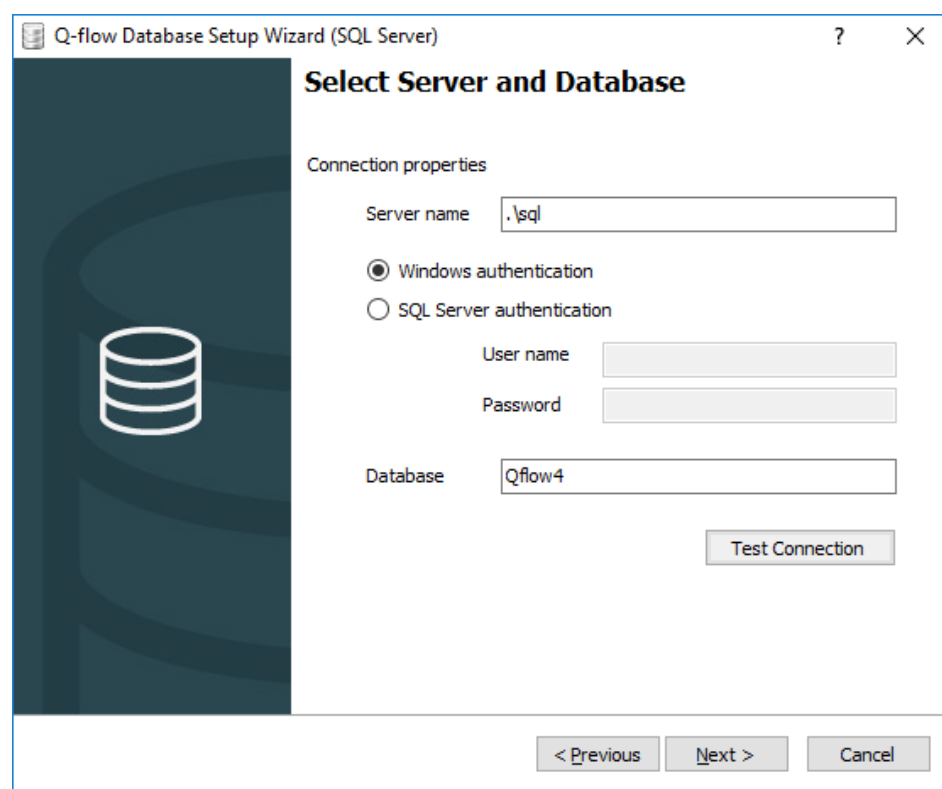 Q-flow Database Setup Wizard (SQL Server)
?
Select Server and Database
Connection properties
Server name .\sql
Windows authentication
SQL Server authentication
User name
Password
Database Qflow4
Test Connection
< Previous Next > Cancel